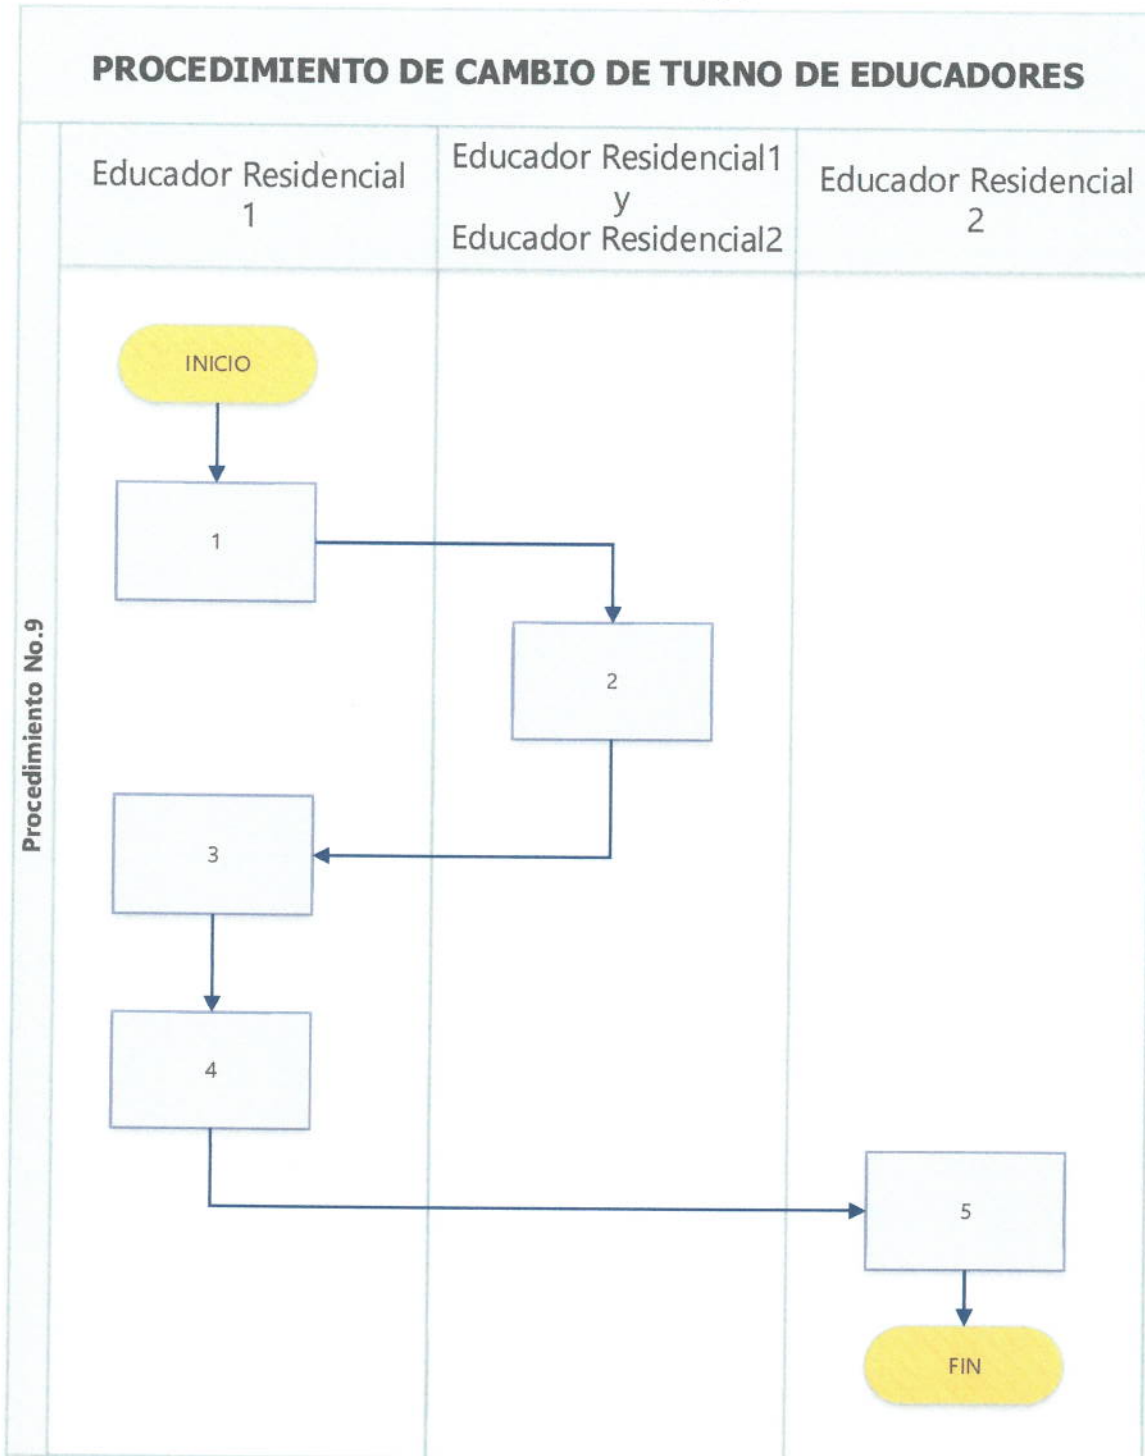 PROCEDIMIENTO DE CAMBIO DE TURNO DE EDUCADORES
Educador Residencial
1
Educador Residencial1
y
Educador Residencial2
Educador Residencial
2
Procedimiento No.9
INICIO
1
2
3
4
5
FIN